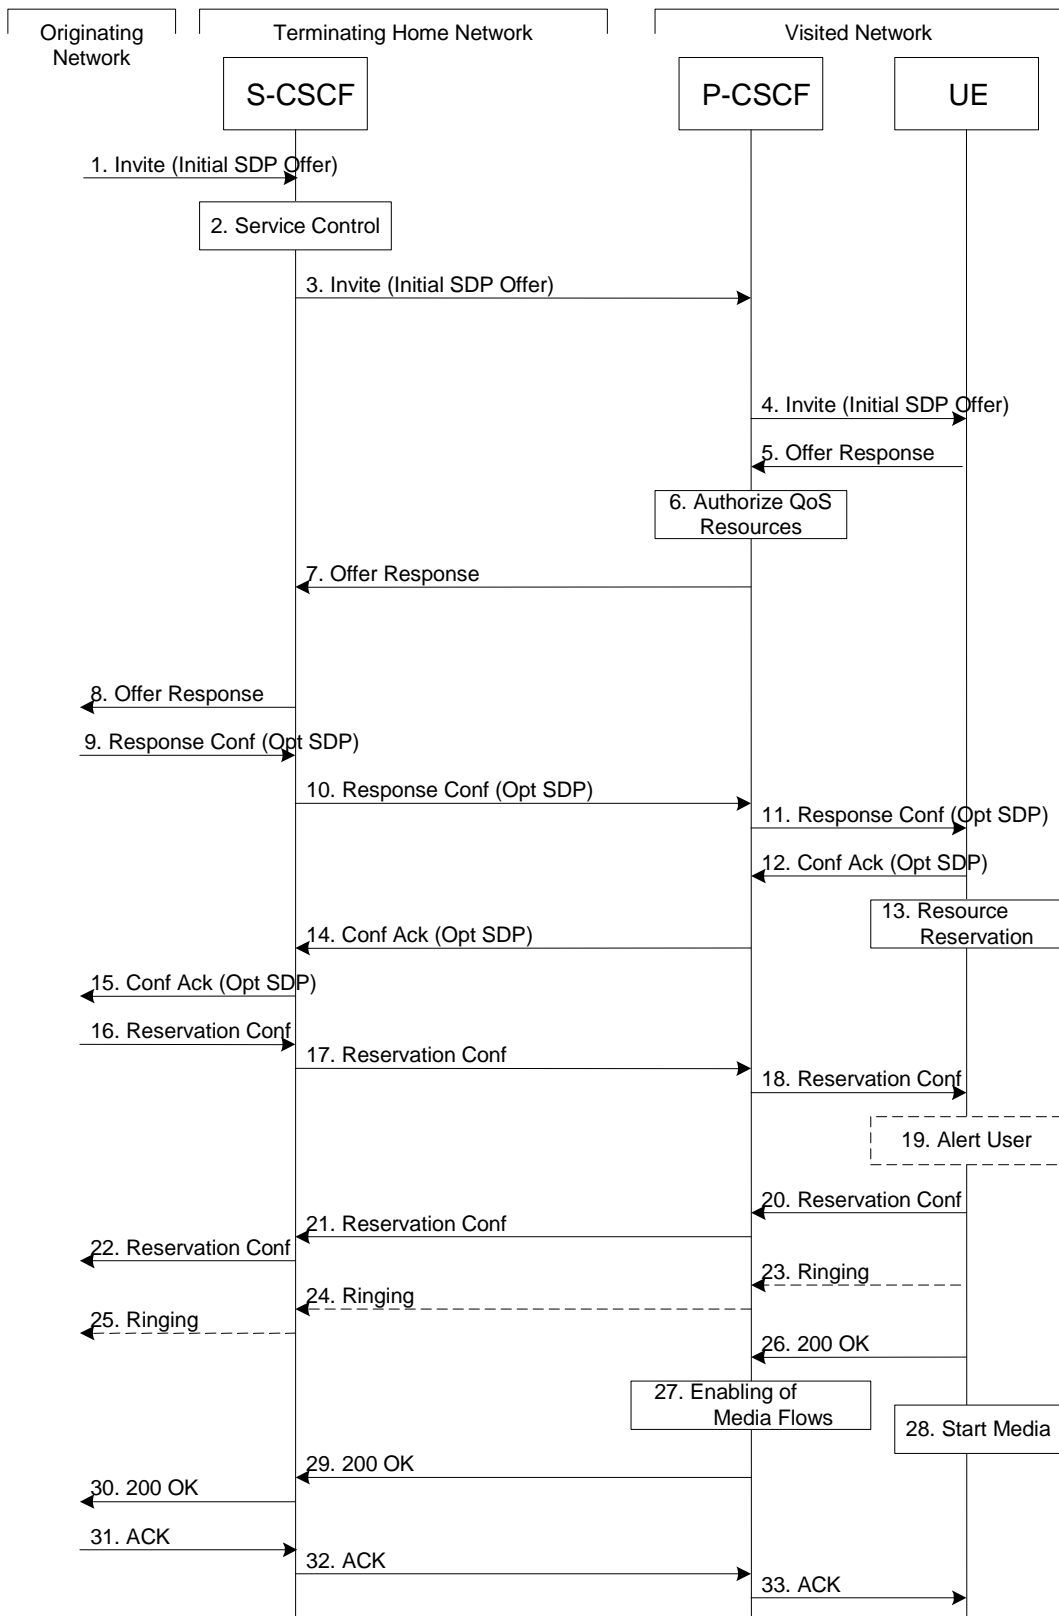 Originating
Network
Terminating Home Network
Visited Network
S-CSCF
P-CSCF
UE
1. Invite (Initial SDP Offer)
2. Service Control
3. Invite (Initial SDP Offer)
4. Invite (Initial SDP Offer)
5. Offer Response
6. Authorize QoS
Resources
7. Offer Response
8. Offer Response
9. Response Conf (Opt SDP)
10. Response Conf (Opt SDP)
11. Response Conf (Opt SDP)
12. Conf Ack (Opt SDP)
13. Resource
Reservation
14. Conf Ack (Opt SDP)
15. Conf Ack (Opt SDP)
16. Reservation Conf
17. Reservation Conf
18. Reservation Conf
19. Alert User
20. Reservation Conf
21. Reservation Conf
22. Reservation Conf
23. Ringing
24. Ringing
25. Ringing
26. 200 OK
27. Enabling of
Media Flows
28. Start Media
29. 200 OK
30. 200 OK
31. ACK
32. ACK
33. ACK